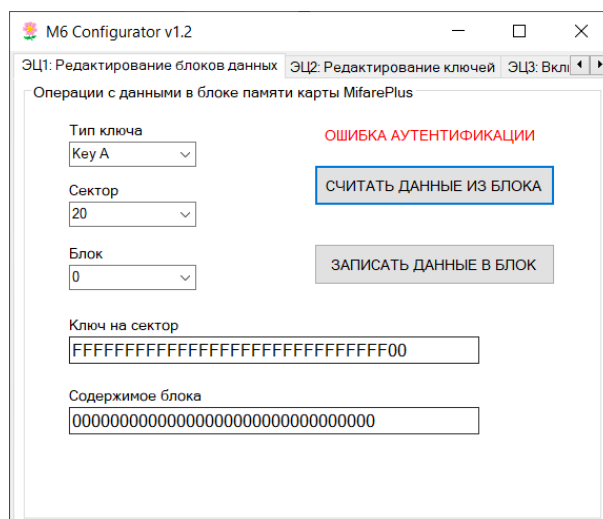 M6 Configurator v1.2
ЭЦ1: Редактирование блоков данных ЭЦ2: Редактирование ключей ЭЦ3: Вкл
Операции с данными в блоке памяти карты MifarePlus
Тип ключа
ОШИБКА АУТЕНТИФИКАЦИИ
Key A
СЧИТАТЬ ДАННЫЕ ИЗ БЛОКА
Сектор
20
Блок
ЗАПИСАТЬ ДАННЫЕ В БЛОК
0
Ключ на сектор
FFFFFFFFFFFFFFFFFFFFFFFFFFFFFF00
Содержимое блока
00000000000000000000000000000000